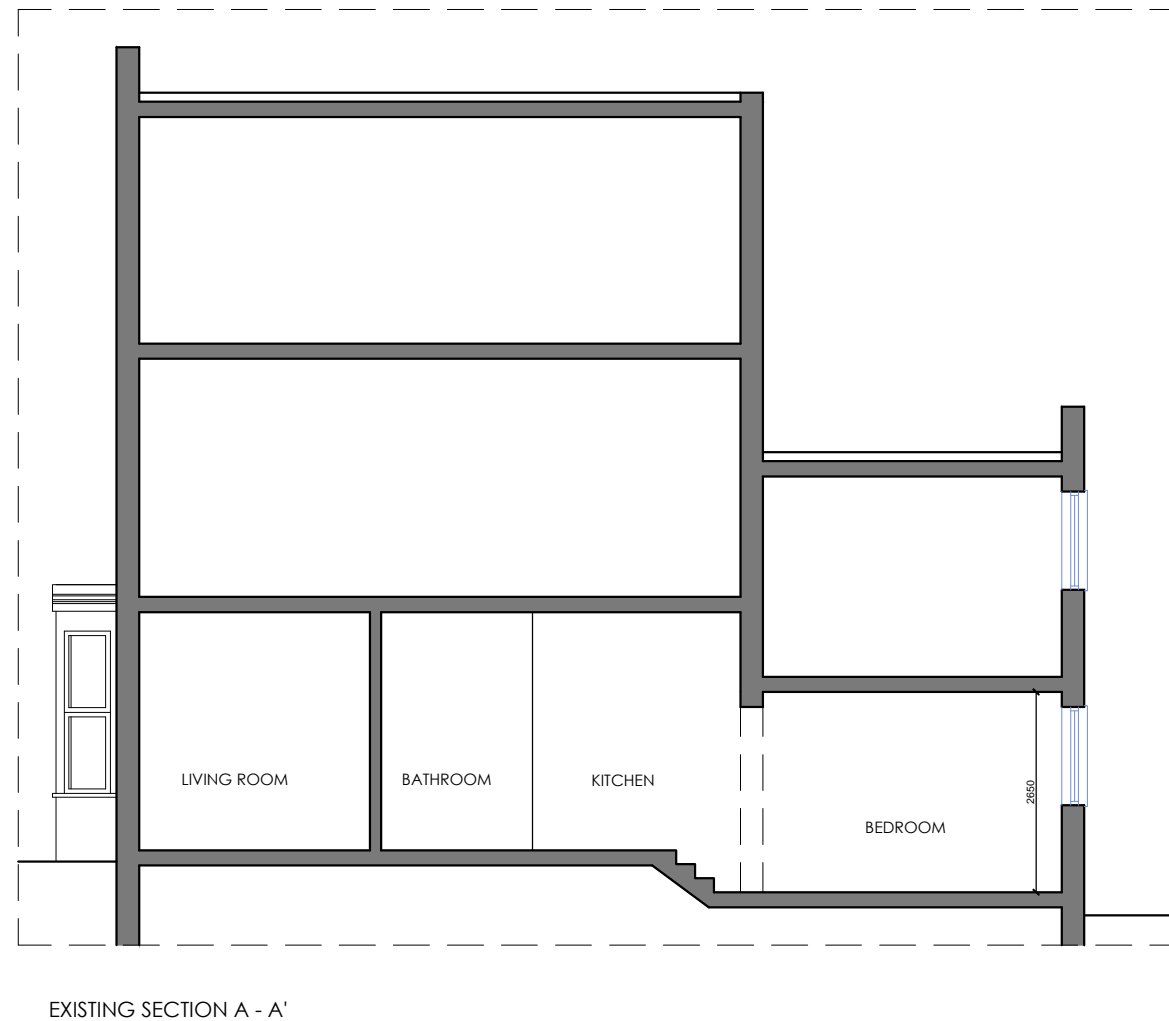 LIVING ROOM
BATHROOM
KITCHEN
BEDROOM
2650
EXISTING SECTION A - A'